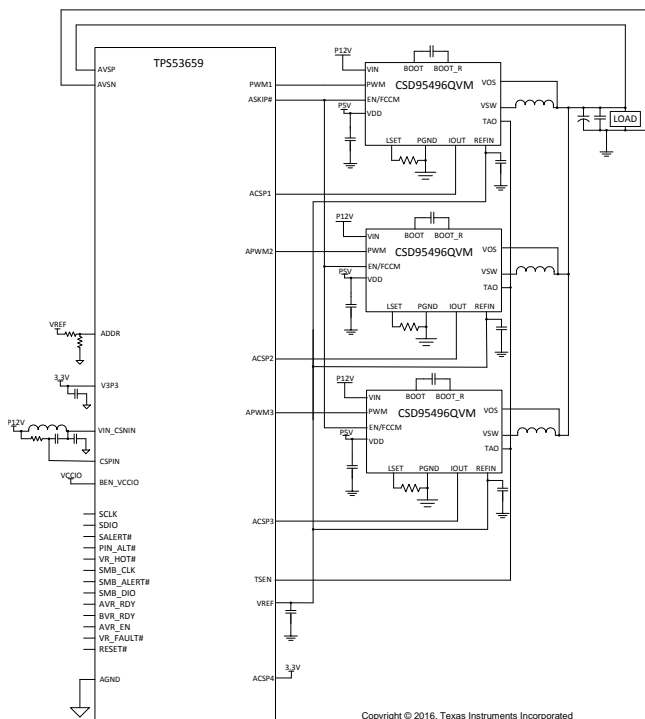 TPS53659
AVSP
AVSN
ADDR
VREF
V3P3
3.3V
VIN_CSNIN
P12V
CSPIN
BEN_VCCIO
VCCIO
SCLK
SDIO
SALERT#
PIN_ALT#
VR_HOT#
SMB_CLK
SMB_ALERT#
SMB_DIO
AVR_RDY
BVR_RDY
AVR_EN
VR_FAULT#
RESET#
AGND
PWM1
ASKIP#
ACSP1
APWM2
ACSP2
APWM3
ACSP3
TSEN
VREF
ACSP4
3.3V
P12V
P5V
VIN
BOOT
BOOT_R
PWM
CSD95496QVM
EN/FCCM
VDD
VOS
VSW
TAO
LSET
PGND
IOUT
REFIN
LOAD
P12V
P5V
VIN
BOOT
BOOT_R
PWM
CSD95496QVM
EN/FCCM
VDD
VOS
VSW
TAO
LSET
PGND
IOUT
REFIN
P12V
P5V
VIN
BOOT
BOOT_R
PWM
CSD95496QVM
EN/FCCM
VDD
VOS
VSW
TAO
LSET
PGND
IOUT
REFIN
Copyright © 2016, Texas Instruments Incorporated